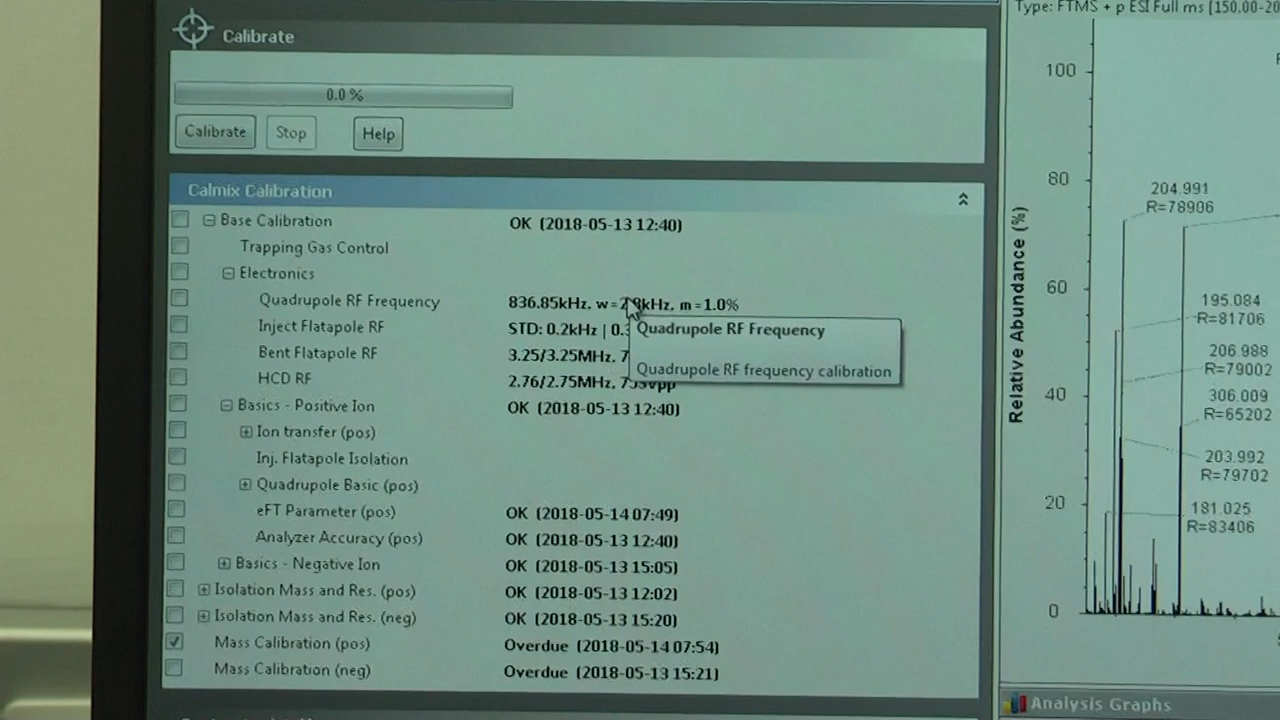 Calibrate
0.0 %
Calibrate Stop Help
Calmix Calibration
Base Calibration OK (2018-05-13 12:40)
Trapping Gas Control
Electronics
Quadrupole RF Frequency 836.85kHz, w=2.8kHz, m=1.0%
Inject Flatapole RF STD: 0.2kHz | 0.3
Bent Flatapole RF 3.25/3.25MHz, 7
HCD RF 2.76/2.75MHz,
Quadrupole RF Frequency
Quadrupole RF frequency calibration
Basics - Positive Ion OK (2018-05-13 12:40)
Ion transfer (pos)
Inj. Flatapole Isolation
Quadrupole Basic (pos)
eFT Parameter (pos) OK (2018-05-14 07:49)
Analyzer Accuracy (pos) OK (2018-05-13 12:40)
Basics - Negative Ion OK (2018-05-13 15:05)
Isolation Mass and Res. (pos) OK (2018-05-13 12:02)
Isolation Mass and Res. (neg) OK (2018-05-13 15:20)
Mass Calibration (pos) Overdue (2018-05-14 07:54)
Mass Calibration (neg) Overdue (2018-05-13 15:21)
Type: FTMS + p ESI Full ms [150.00-20
100
80
60
40
20
0
Relative Abundance (%)
204.991
R=78906
195.084
R=81706
206.988
R=79002
306.009
R=65202
203.992
R=79702
181.025
R=83406
Analysis Graphs